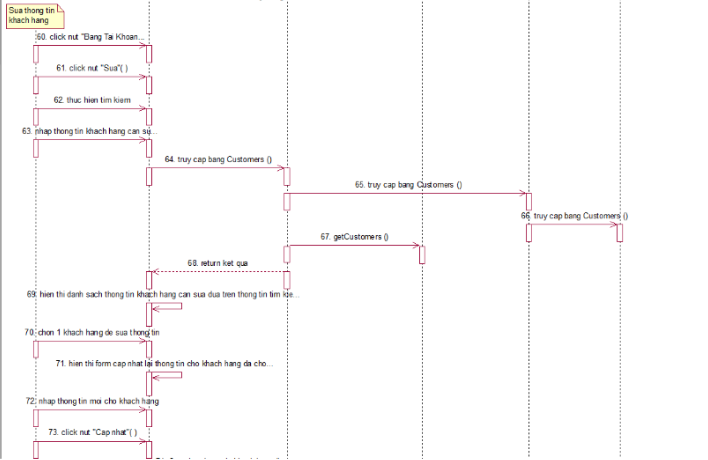 Sua thong tin
khach hang
60. click nut "Bang Tai Khoan...
61. click nut "Sua"( )
62. thuc hien tim kiem
63. nhap thong tin khach hang can su...
64. truy cap bang Customers ()
65. truy cap bang Customers ()
66. truy cap bang Customers ()
67. getCustomers ()
68. return ket qua
69. hien thi danh sach thong tin khach hang can sua dua tren thong tin tim kie...
70. chon 1 khach hang de sua thong tin
71. hien thi form cap nhat lai thong tin cho khach hang da cho...
72. nhap thong tin moi cho khach hang
73. click nut "Cap nhat"( )